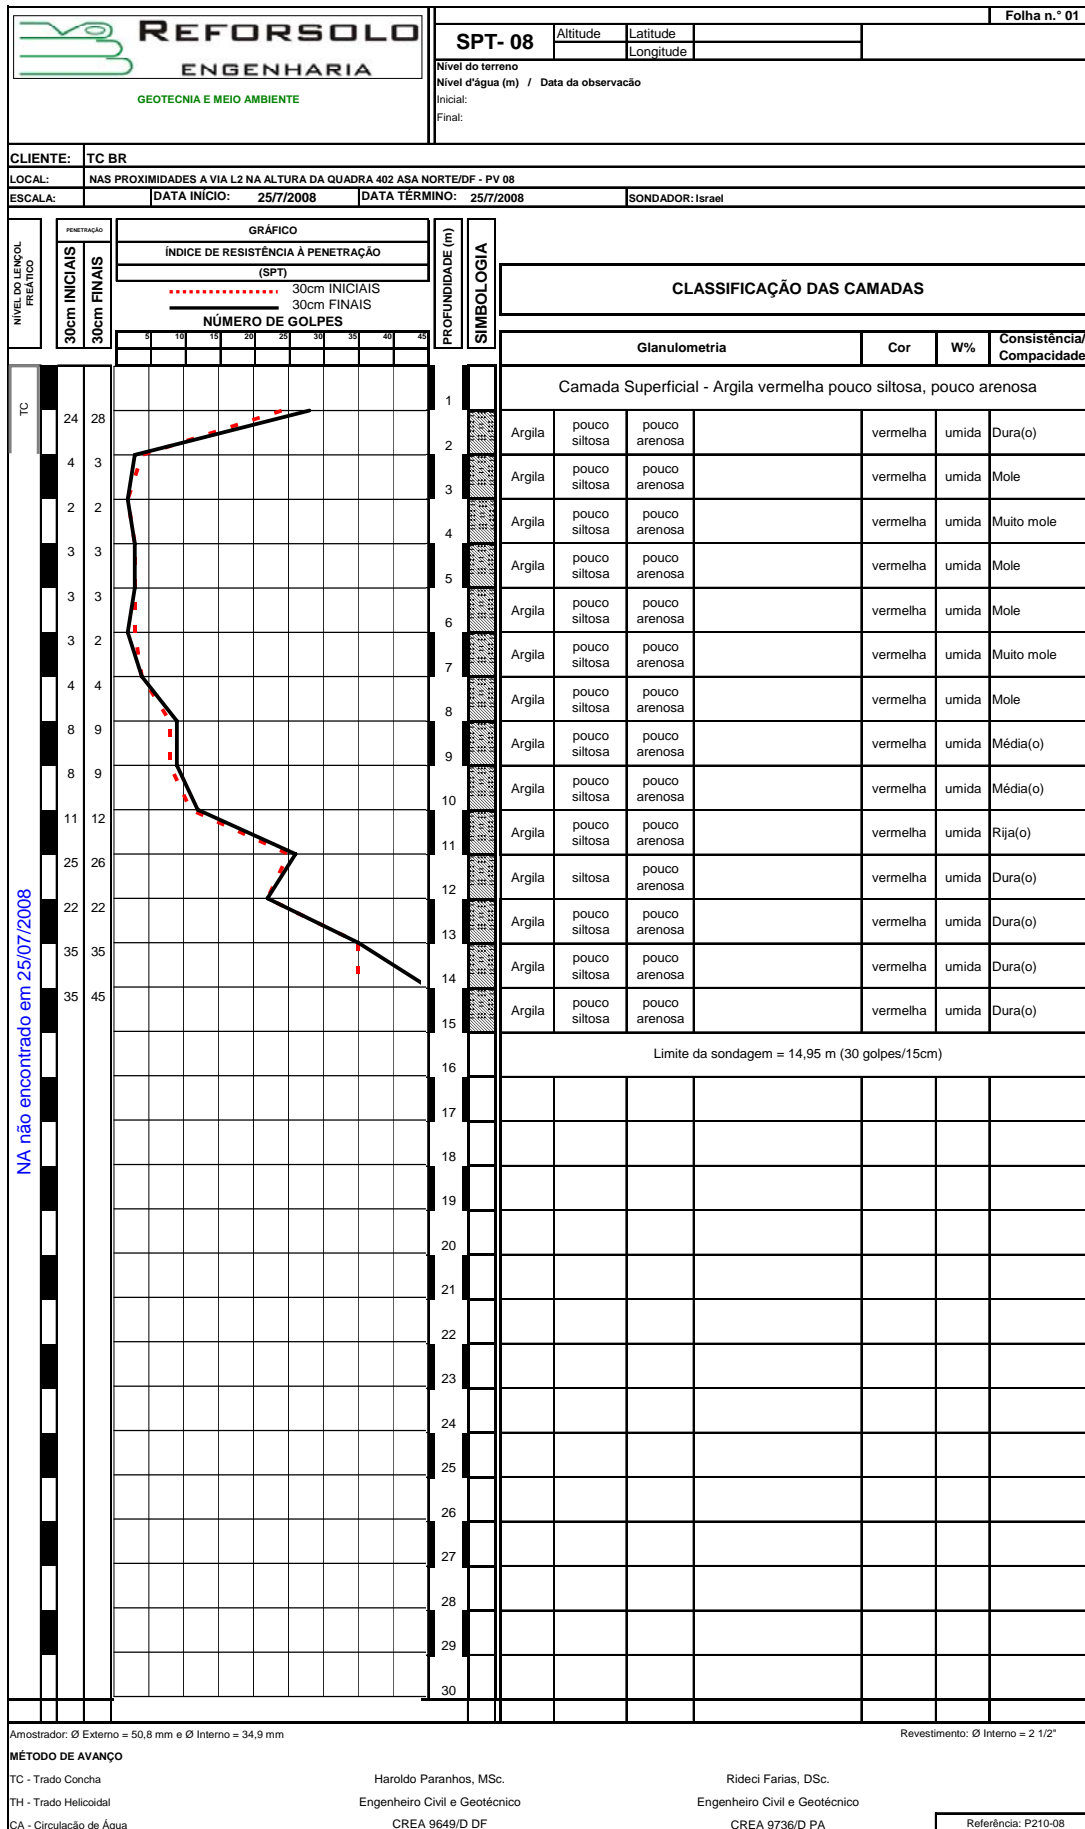 REFORSOLO
ENGENHARIA
GEOTECNIA E MEIO AMBIENTE
Folha n.° 01
SPT- 08
Altitude
Latitude
Longitude
Nível do terreno
Nível d'água (m) / Data da observacão
Inicial:
Final:
CLIENTE: TC BR
LOCAL: NAS PROXIMIDADES A VIA L2 NA ALTURA DA QUADRA 402 ASA NORTE/DF - PV 08
ESCALA: DATA INÍCIO: 25/7/2008 DATA TÉRMINO: 25/7/2008 SONDADOR: Israel
NÍVEL DO LENÇOL FREÁTICO
PENETRAÇÃO
30cm INICIAIS
30cm FINAIS
GRÁFICO
ÍNDICE DE RESISTÊNCIA À PENETRAÇÃO
(SPT)
30cm INICIAIS
30cm FINAIS
NÚMERO DE GOLPES
5 10 15 20 25 30 35 40 45
PROFUNDIDADE (m)
SIMBOLOGIA
CLASSIFICAÇÃO DAS CAMADAS
Glanulometria Cor W% Consistência/ Compacidade
TC
1 Camada Superficial - Argila vermelha pouco siltosa, pouco arenosa
24 28 2 Argila pouco siltosa pouco arenosa vermelha umida Dura(o)
4 3 3 Argila pouco siltosa pouco arenosa vermelha umida Mole
2 2 4 Argila pouco siltosa pouco arenosa vermelha umida Muito mole
3 3 5 Argila pouco siltosa pouco arenosa vermelha umida Mole
3 3 6 Argila pouco siltosa pouco arenosa vermelha umida Mole
3 2 7 Argila pouco siltosa pouco arenosa vermelha umida Muito mole
4 4 8 Argila pouco siltosa pouco arenosa vermelha umida Mole
8 9 9 Argila pouco siltosa pouco arenosa vermelha umida Média(o)
8 9 10 Argila pouco siltosa pouco arenosa vermelha umida Média(o)
11 12 11 Argila pouco siltosa pouco arenosa vermelha umida Rija(o)
25 26 12 Argila siltosa pouco arenosa vermelha umida Dura(o)
22 22 13 Argila pouco siltosa pouco arenosa vermelha umida Dura(o)
35 35 14 Argila pouco siltosa pouco arenosa vermelha umida Dura(o)
35 45 15 Argila pouco siltosa pouco arenosa vermelha umida Dura(o)
NA não encontrado em 25/07/2008
16 Limite da sondagem = 14,95 m (30 golpes/15cm)
17
18
19
20
21
22
23
24
25
26
27
28
29
30
Amostrador: Ø Externo = 50,8 mm e Ø Interno = 34,9 mm Revestimento: Ø Interno = 2 1/2"
MÉTODO DE AVANÇO
TC - Trado Concha Haroldo Paranhos, MSc. Rideci Farias, DSc.
TH - Trado Helicoidal Engenheiro Civil e Geotécnico Engenheiro Civil e Geotécnico
CA - Circulação de Água CREA 9649/D DF CREA 9736/D PA Referência: P210-08